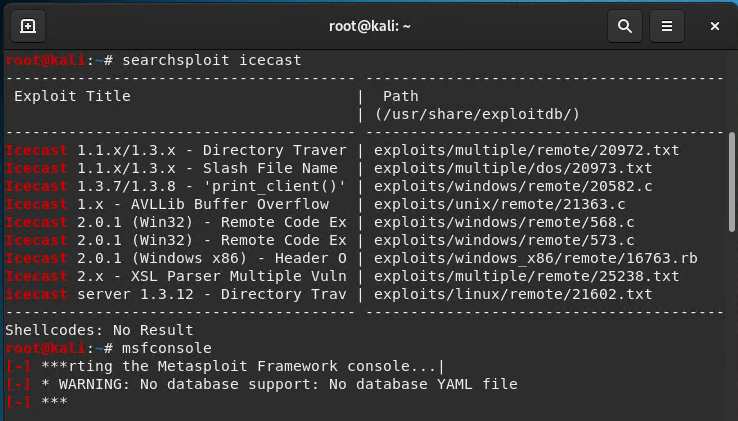 root@kali: ~
root@kali:~# searchsploit icecast
--------------------------------------- ----------------------------------------
 Exploit Title                         |  Path
                                       | (/usr/share/exploitdb/)
--------------------------------------- ----------------------------------------
Icecast 1.1.x/1.3.x - Directory Traver | exploits/multiple/remote/20972.txt
Icecast 1.1.x/1.3.x - Slash File Name  | exploits/multiple/dos/20973.txt
Icecast 1.3.7/1.3.8 - 'print_client()' | exploits/windows/remote/20582.c
Icecast 1.x - AVLLib Buffer Overflow   | exploits/unix/remote/21363.c
Icecast 2.0.1 (Win32) - Remote Code Ex | exploits/windows/remote/568.c
Icecast 2.0.1 (Win32) - Remote Code Ex | exploits/windows/remote/573.c
Icecast 2.0.1 (Windows x86) - Header O | exploits/windows_x86/remote/16763.rb
Icecast 2.x - XSL Parser Multiple Vuln | exploits/multiple/remote/25238.txt
icecast server 1.3.12 - Directory Trav | exploits/linux/remote/21602.txt
--------------------------------------- ----------------------------------------
Shellcodes: No Result
root@kali:~# msfconsole
[-] ***rting the Metasploit Framework console...|
[-] * WARNING: No database support: No database YAML file
[-] ***